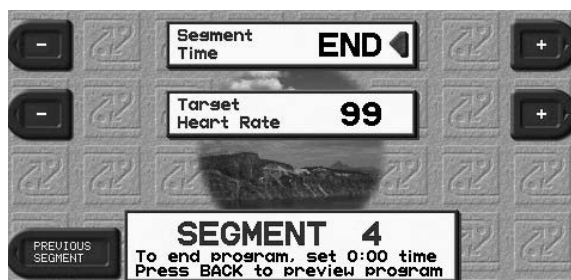 - Segment Time END +
- Target Heart Rate 99 +
PREVIOUS SEGMENT
SEGMENT 4
To end program, set 0:00 time
Press BACK to preview program